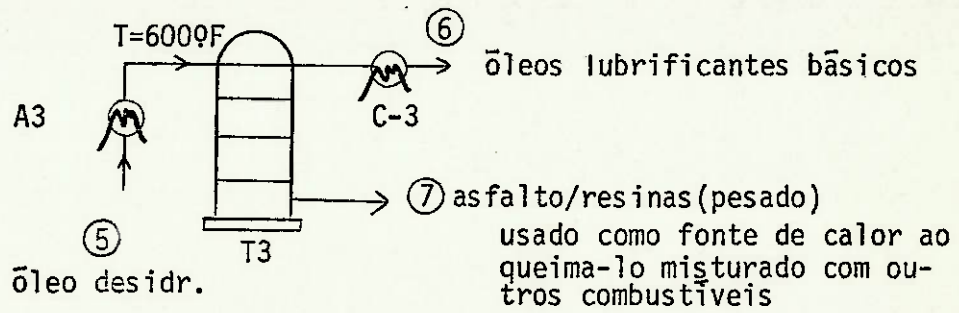 T=600ºF
⑥
óleos lubrificantes básicos
A3
C-3
⑦ asfalto/resinas(pesado)
usado como fonte de calor ao
queima-lo misturado com ou-
tros combustíveis
⑤
T3
óleo desidr.